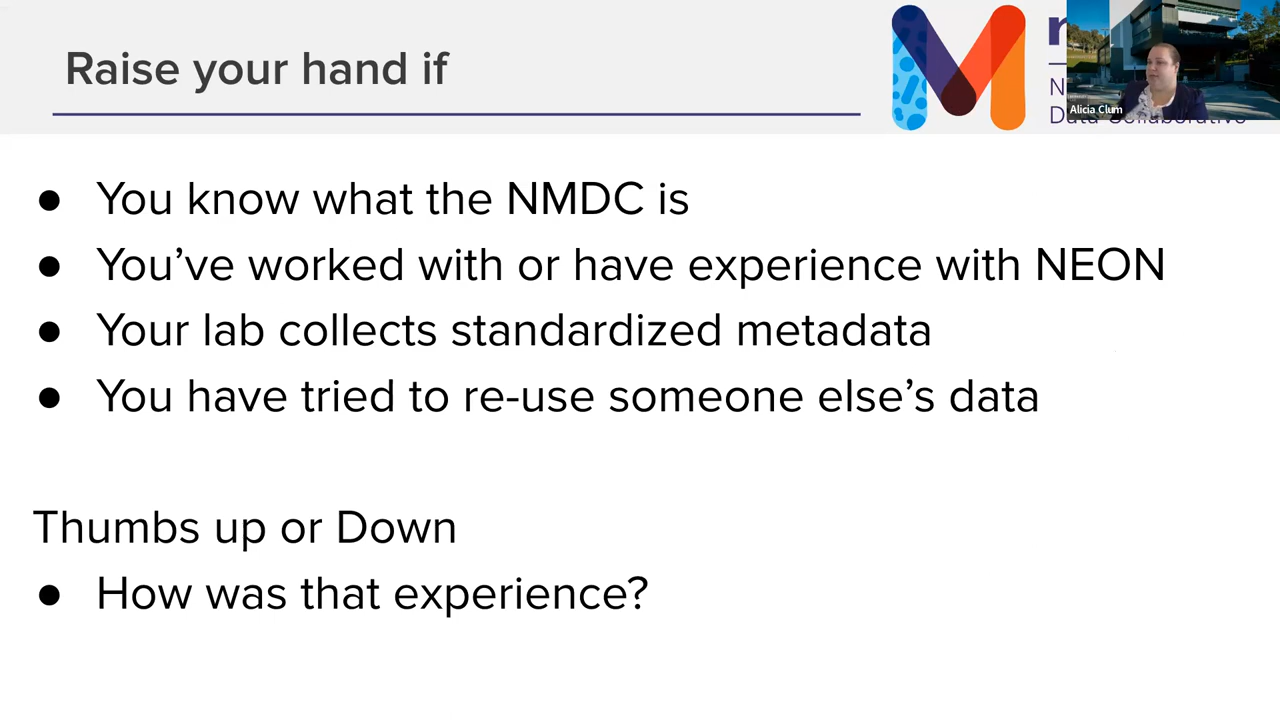 Raise your hand if
Alicia Clum
● You know what the NMDC is
● You’ve worked with or have experience with NEON
● Your lab collects standardized metadata
● You have tried to re-use someone else’s data
Thumbs up or Down
● How was that experience?